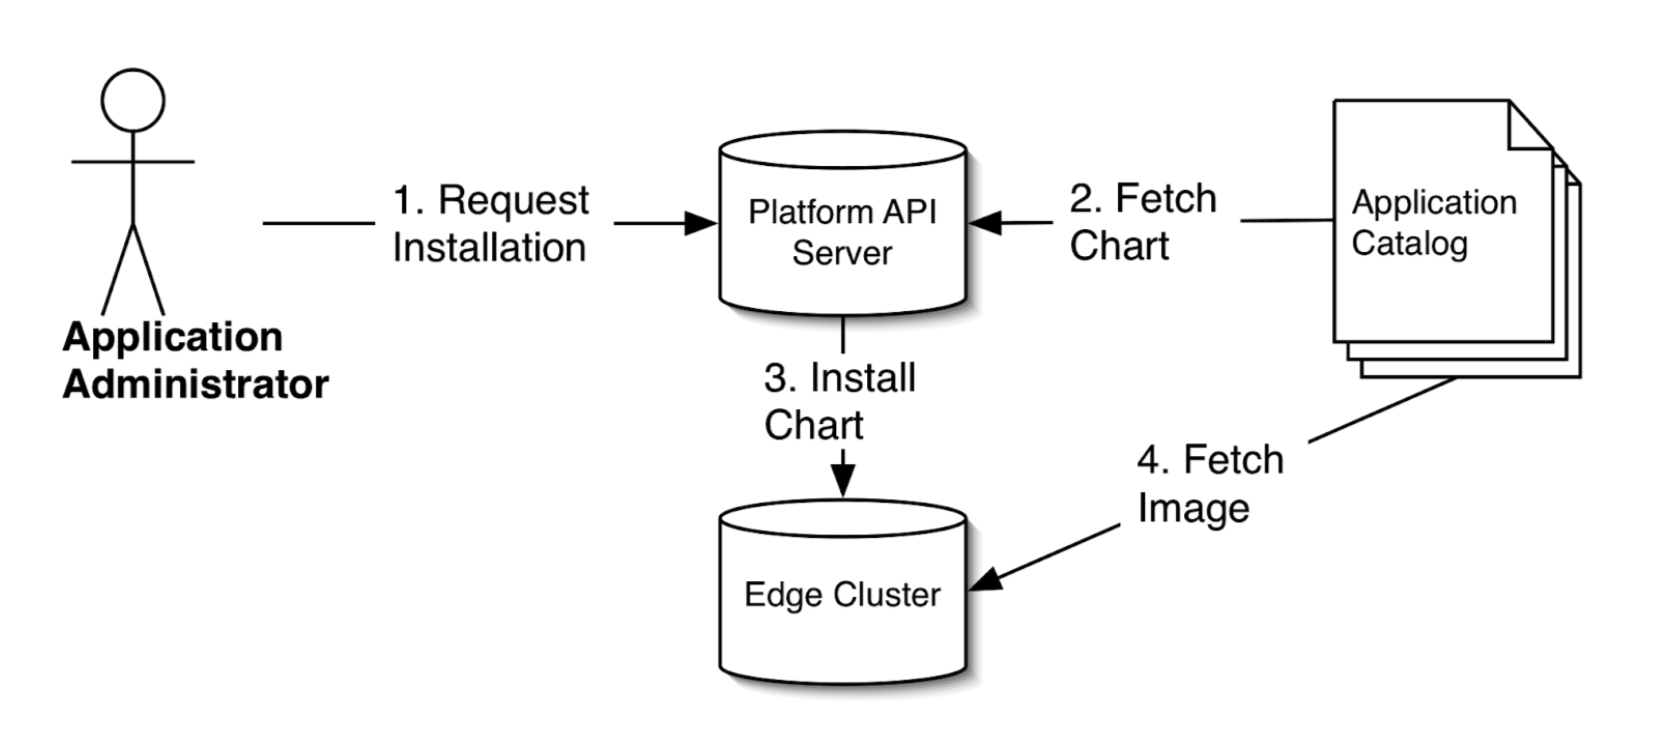 1. Request
Installation
Platform API
Server
2. Fetch
Chart
Application
Catalog
Application
Administrator
3. Install
Chart
4. Fetch
Image
Edge Cluster